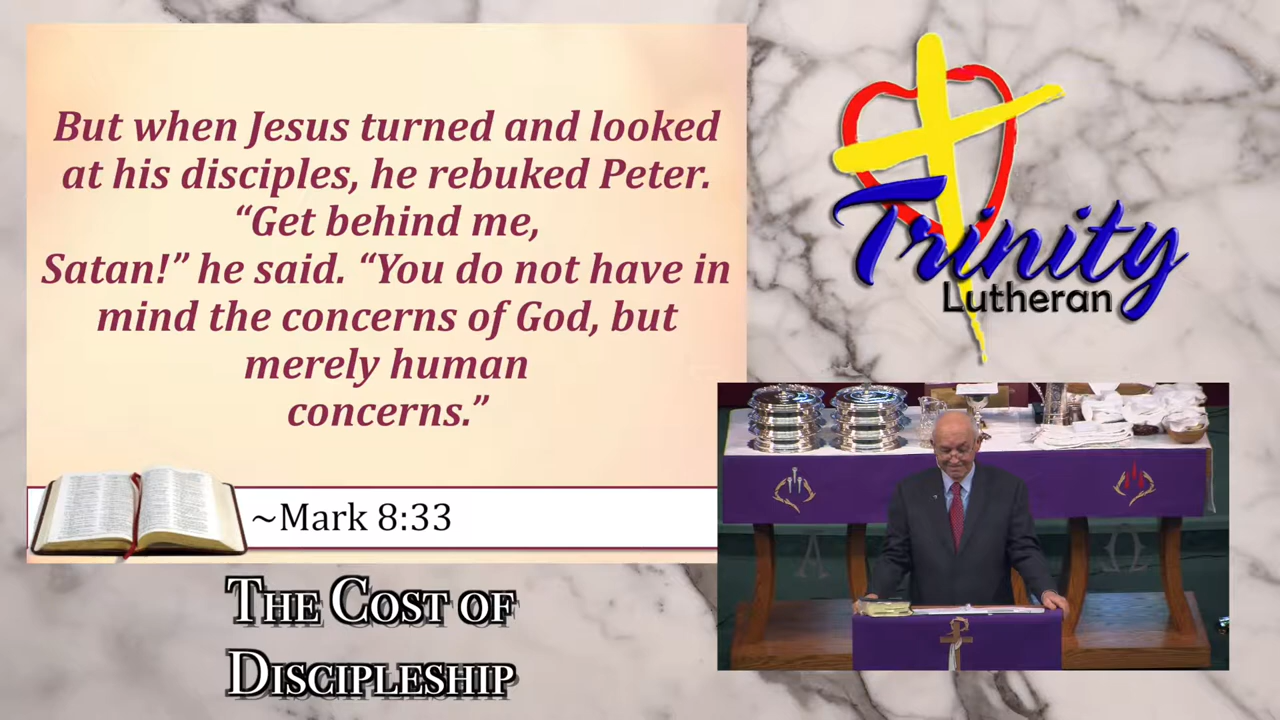 But when Jesus turned and looked
at his disciples, he rebuked Peter.
“Get behind me,
Satan!” he said. “You do not have in
mind the concerns of God, but
merely human
concerns.”
~Mark 8:33
The Cost of
Discipleship
Trinity
Lutheran
Α
Ω